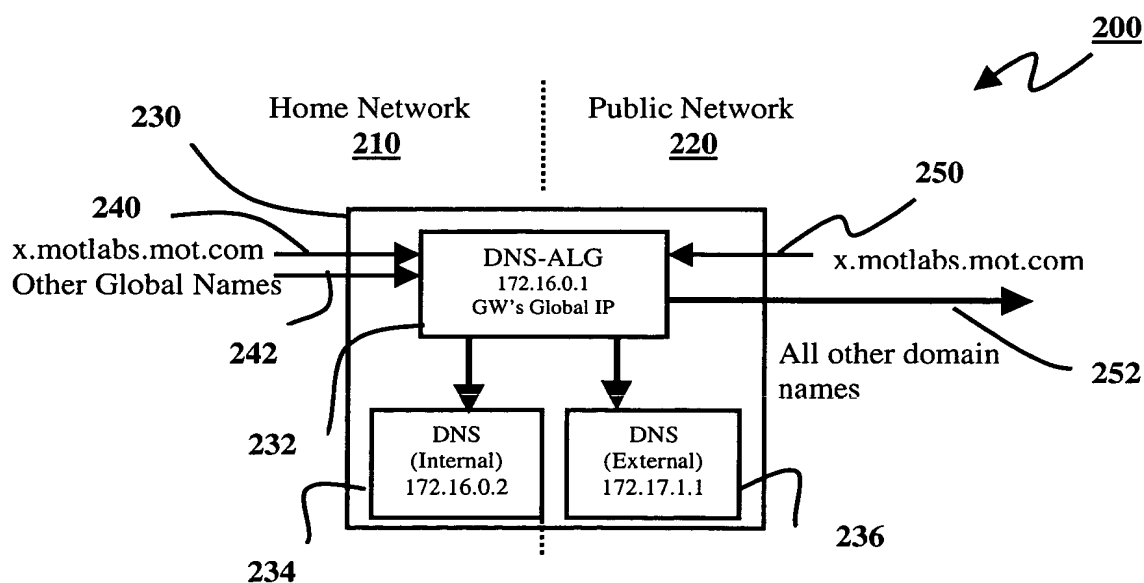 200
Home Network
210
Public Network
220
230
240
250
x.motlabs.mot.com
Other Global Names
DNS-ALG
172.16.0.1
GW's Global IP
x.motlabs.mot.com
242
All other domain
names
252
232
DNS
(Internal)
172.16.0.2
DNS
(External)
172.17.1.1
234
236